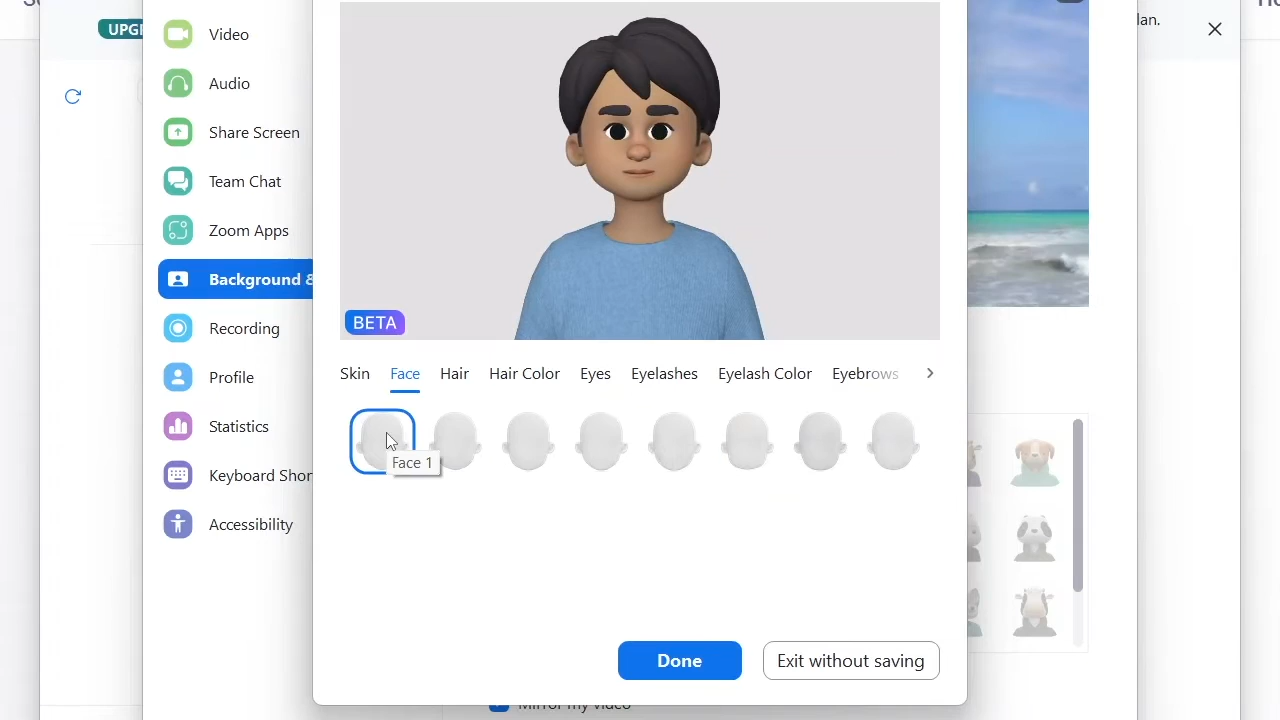 UPGR
lan.
Video
Audio
Share Screen
Team Chat
Zoom Apps
Background &
Recording
Profile
Statistics
Keyboard Shor
Accessibility
BETA
Skin Face Hair Hair Color Eyes Eyelashes Eyelash Color Eyebrows
Face 1
Done Exit without saving
Mirror my video